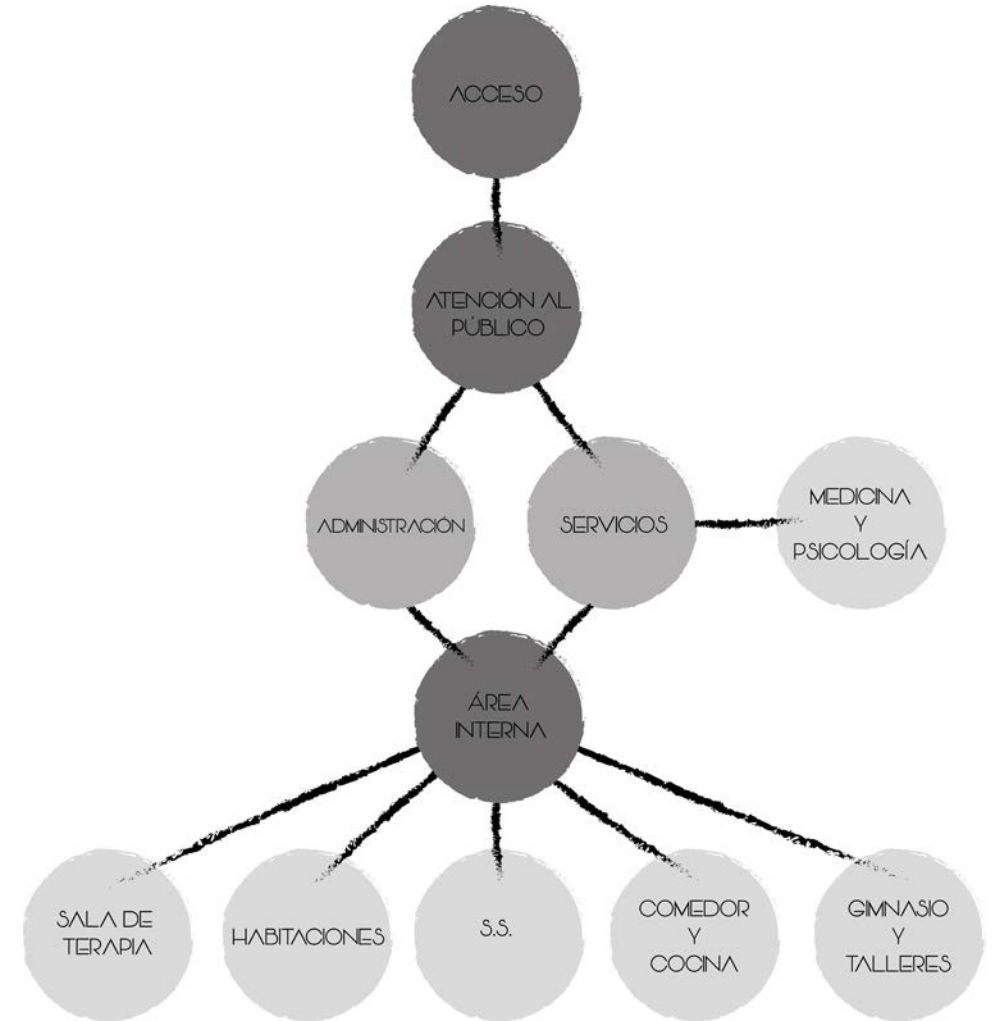 ACCESO
ATENCIÓN AL
PÚBLICO
ADMINISTRACIÓN
SERVICIOS
MEDICINA
Y
PSICOLOGÍA
ÁREA
INTERNA
SALA DE
TERAPIA
HABITACIONES
S.S.
COMEDOR
Y
COCINA
GIMNASIO
Y
TALLERES